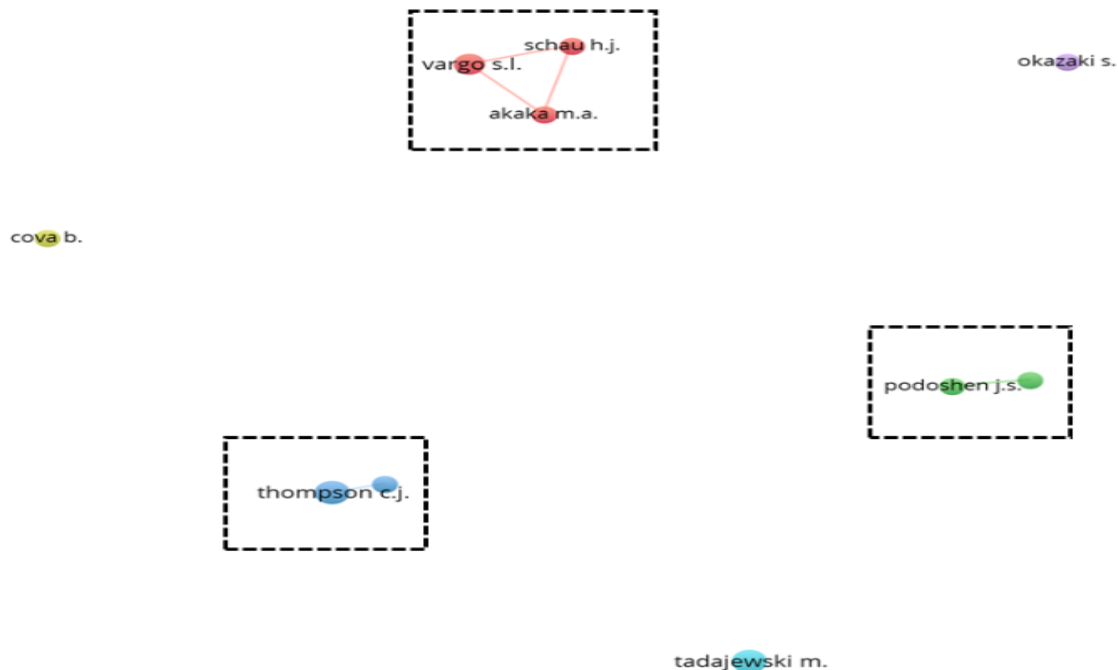 schau h.j.
vargo s.l.
okazaki s.
akaka m.a.
cova b.
podoshen j.s.
thompson c.j.
tadajewski m.